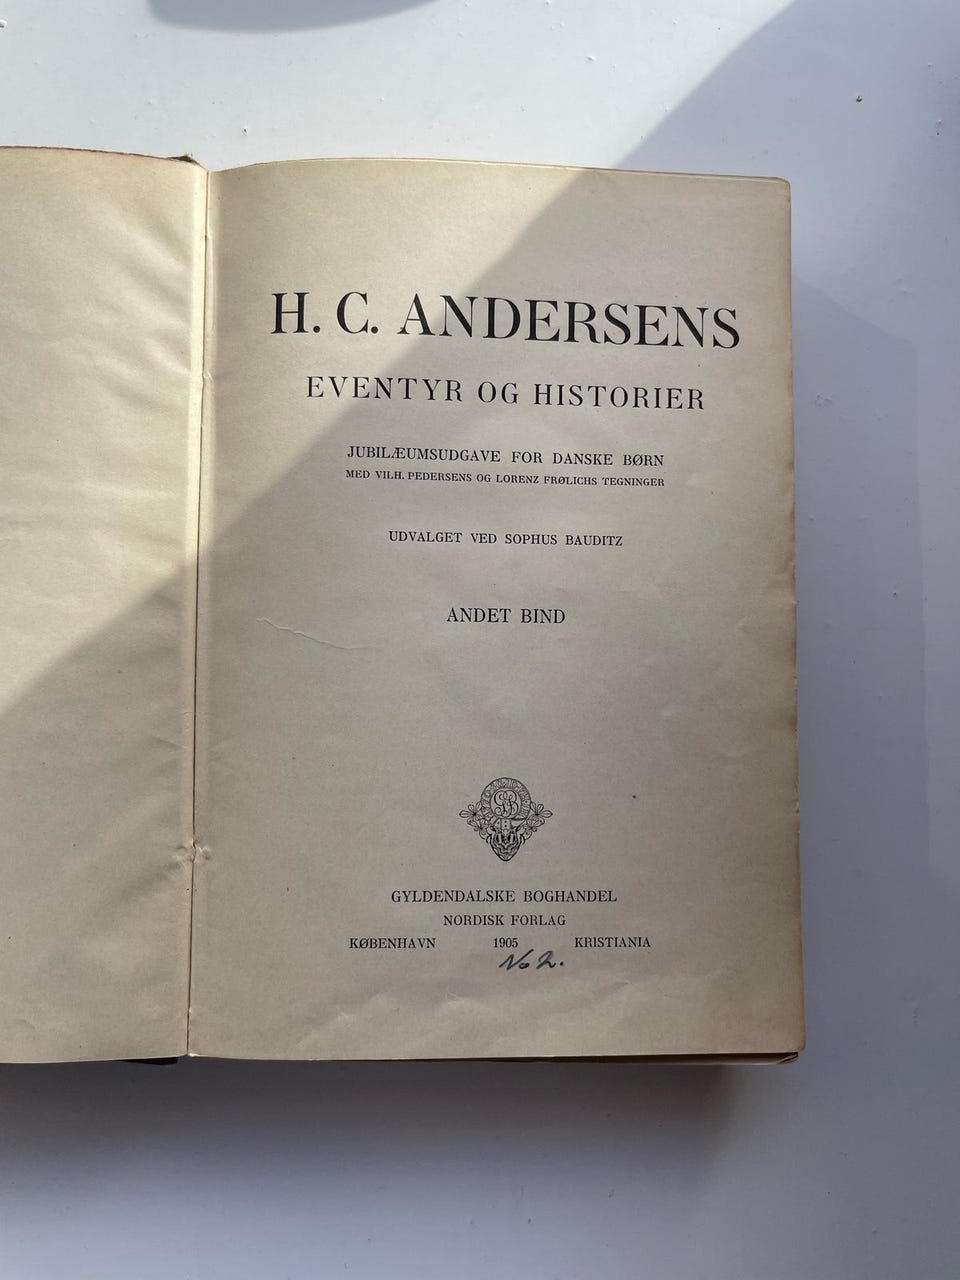 H. C. ANDERSENS
EVENTYR OG HISTORIER
JUBILÆUMSUDGAVE FOR DANSKE BØRN
MED VILH. PEDERSENS OG LORENZ FRØLICHS TEGNINGER
UDVALGET VED SOPHUS BAUDITZ
ANDET BIND
GYLDENDALSKE BOGHANDEL
NORDISK FORLAG
KØBENHAVN 1905 KRISTIANIA
No 2.